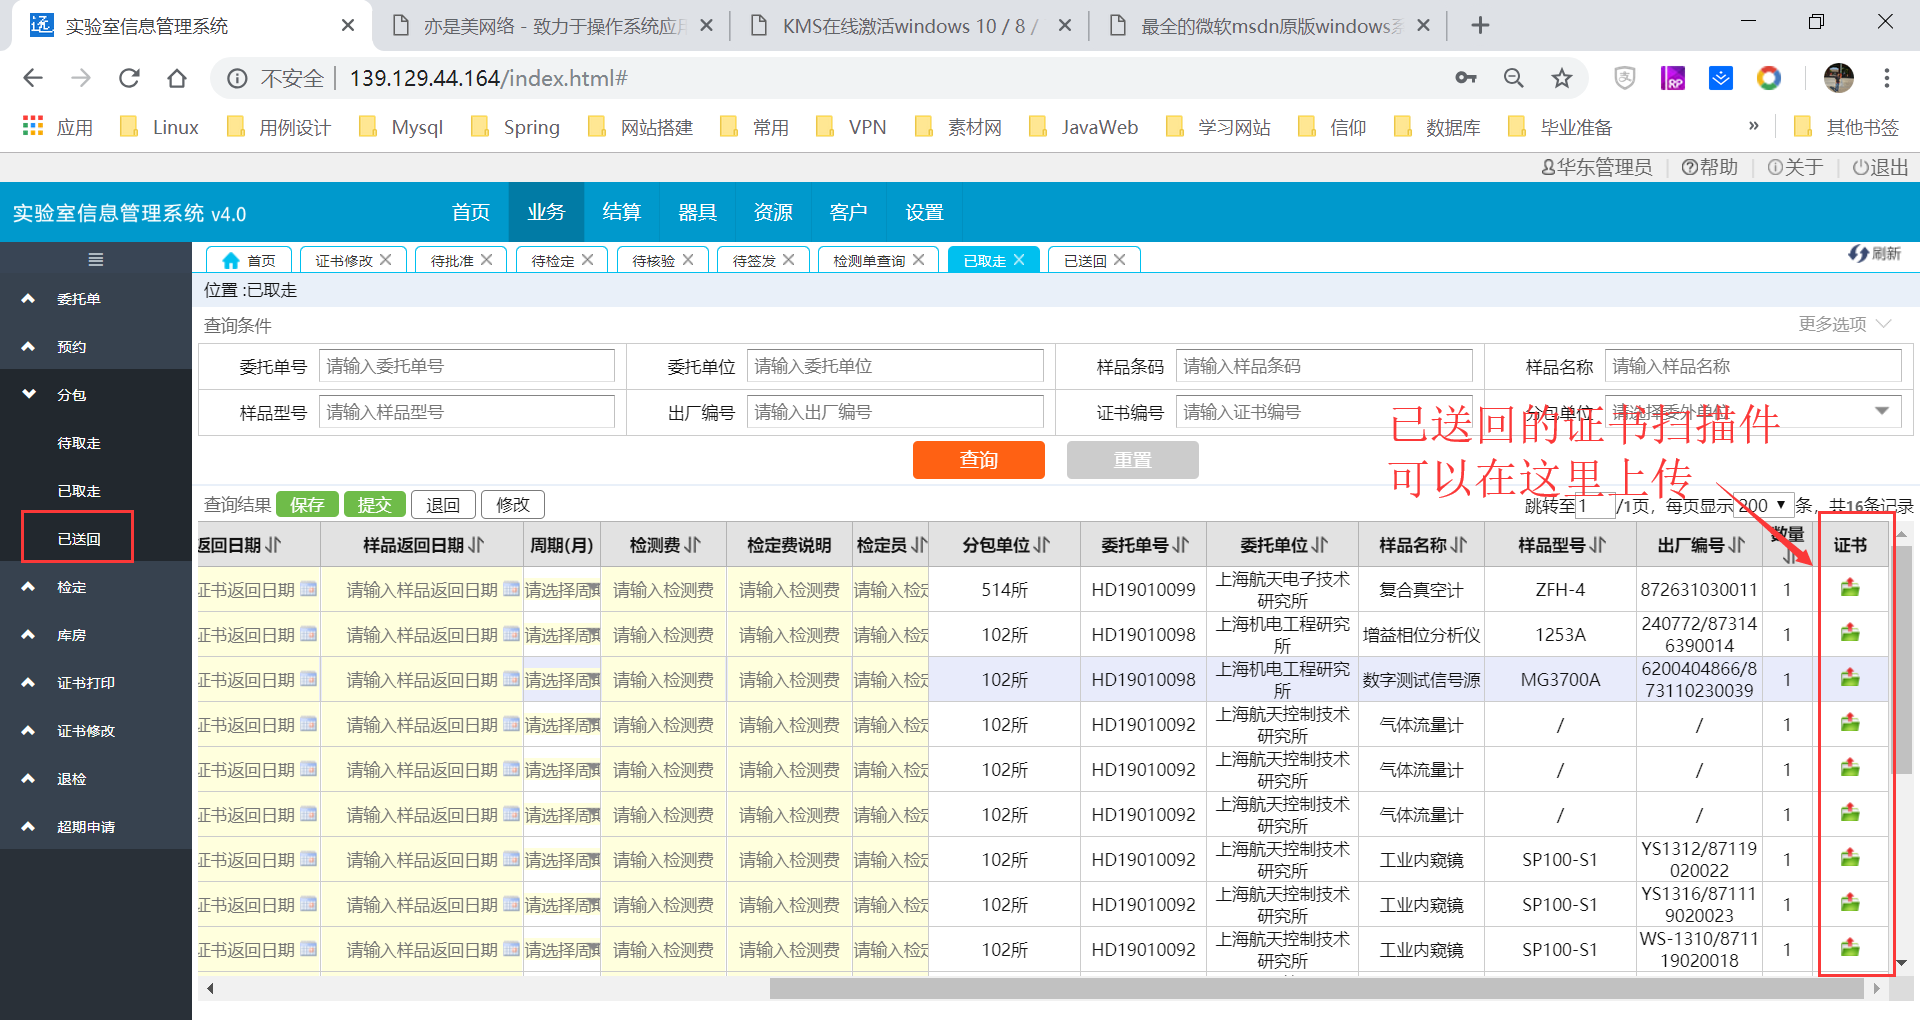 实验室信息管理系统
亦是美网络 - 致力于操作系统应用
KMS在线激活windows 10 / 8 /
最全的微软msdn原版windows系
不安全 139.129.44.164/index.html#
应用 Linux 用例设计 Mysql Spring 网站搭建 常用 VPN 素材网 JavaWeb 学习网站 信仰 数据库 毕业准备 » 其他书签
华东管理员 帮助 关于 退出
实验室信息管理系统 v4.0 首页 业务 结算 器具 资源 客户 设置
首页 证书修改 待批准 待检定 待核验 待签发 检测单查询 已取走 已送回 刷新
委托单
预约
分包
待取走
已取走
已送回
检定
库房
证书打印
证书修改
退检
超期申请
位置 :已取走
查询条件 更多选项
委托单号 请输入委托单号 委托单位 请输入委托单位 样品条码 请输入样品条码 样品名称 请输入样品名称
样品型号 请输入样品型号 出厂编号 请输入出厂编号 证书编号 请输入证书编号 分包单位 请选择委外单位
已送回的证书扫描件
可以在这里上传
查询 重置
查询结果 保存 提交 退回 修改 跳转至 1 /1页，每页显示 200 条，共16条记录
返回日期 样品返回日期 周期(月) 检测费 检定费说明 检定员 分包单位 委托单号 委托单位 样品名称 样品型号 出厂编号 数量 证书
证书返回日期 请输入样品返回日期 请选择周期 请输入检测费 请输入检测费 请输入检定 514所 HD19010099 上海航天电子技术研究所 复合真空计 ZFH-4 872631030011 1
证书返回日期 请输入样品返回日期 请选择周期 请输入检测费 请输入检测费 请输入检定 102所 HD19010098 上海机电工程研究所 增益相位分析仪 1253A 240772/873146390014 1
证书返回日期 请输入样品返回日期 请选择周期 请输入检测费 请输入检测费 请输入检定 102所 HD19010098 上海机电工程研究所 数字测试信号源 MG3700A 6200404866/873110230039 1
证书返回日期 请输入样品返回日期 请选择周期 请输入检测费 请输入检测费 请输入检定 102所 HD19010092 上海航天控制技术研究所 气体流量计 / / 1
证书返回日期 请输入样品返回日期 请选择周期 请输入检测费 请输入检测费 请输入检定 102所 HD19010092 上海航天控制技术研究所 气体流量计 / / 1
证书返回日期 请输入样品返回日期 请选择周期 请输入检测费 请输入检测费 请输入检定 102所 HD19010092 上海航天控制技术研究所 气体流量计 / / 1
证书返回日期 请输入样品返回日期 请选择周期 请输入检测费 请输入检测费 请输入检定 102所 HD19010092 上海航天控制技术研究所 工业内窥镜 SP100-S1 YS1312/87119020022 1
证书返回日期 请输入样品返回日期 请选择周期 请输入检测费 请输入检测费 请输入检定 102所 HD19010092 上海航天控制技术研究所 工业内窥镜 SP100-S1 YS1316/871119020023 1
证书返回日期 请输入样品返回日期 请选择周期 请输入检测费 请输入检测费 请输入检定 102所 HD19010092 上海航天控制技术研究所 工业内窥镜 SP100-S1 WS-1310/871119020018 1